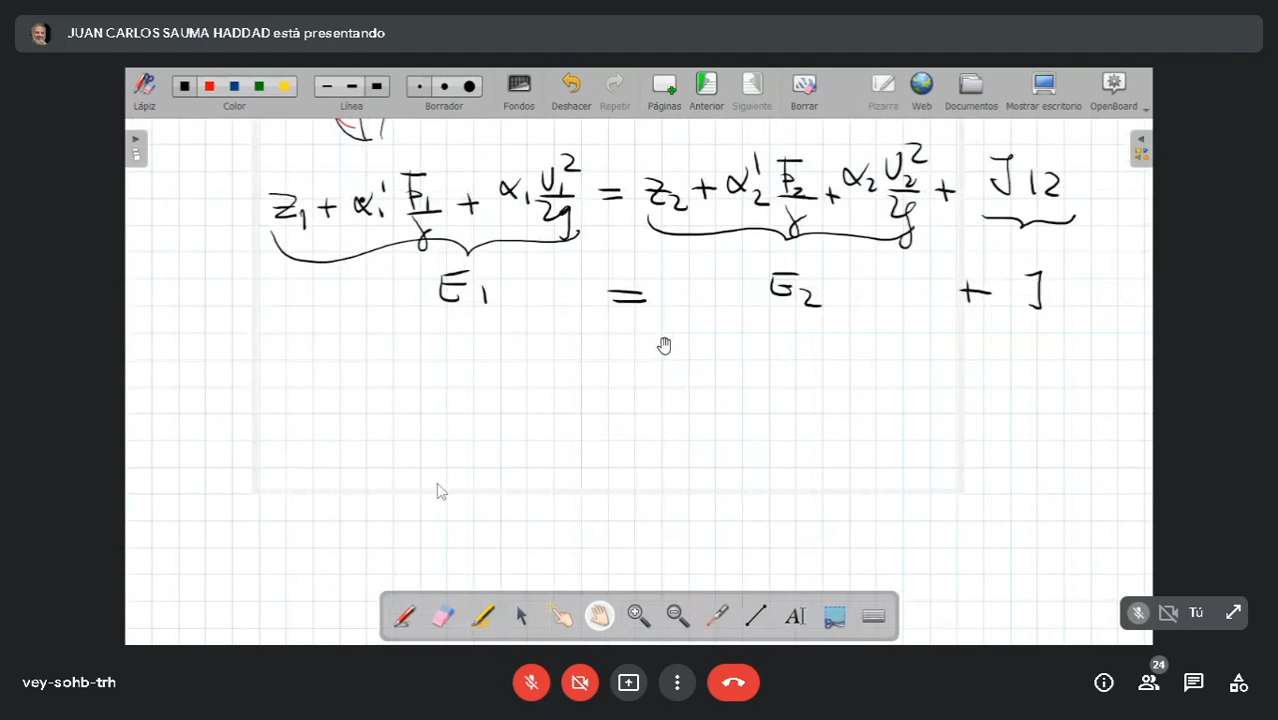 JUAN CARLOS SAUMA HADDAD está presentando
Lápiz Color Línea Borrador Fondos Deshacer Repetir Páginas Anterior Siguiente Borrar Pizarra Web Documentos Mostrar escritorio OpenBoard
z₁ + α₁' P₁/γ + α₁ U₁²/2g = z₂ + α₂' P₂/γ + α₂ U₂²/2g + J12
E₁ = E₂ + J
Tú
vey-sohb-trh
24